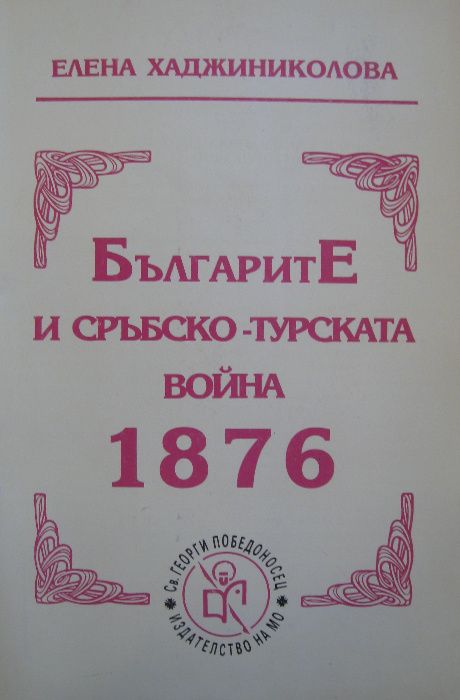 ЕЛЕНА ХАДЖИНИКОЛОВА
БЪЛГАРИТЕ
И СРЪБСКО-ТУРСКАТА
ВОЙНА
1876
СВ. ГЕОРГИ ПОБЕДОНОСЕЦ
ИЗДАТЕЛСТВО НА МО